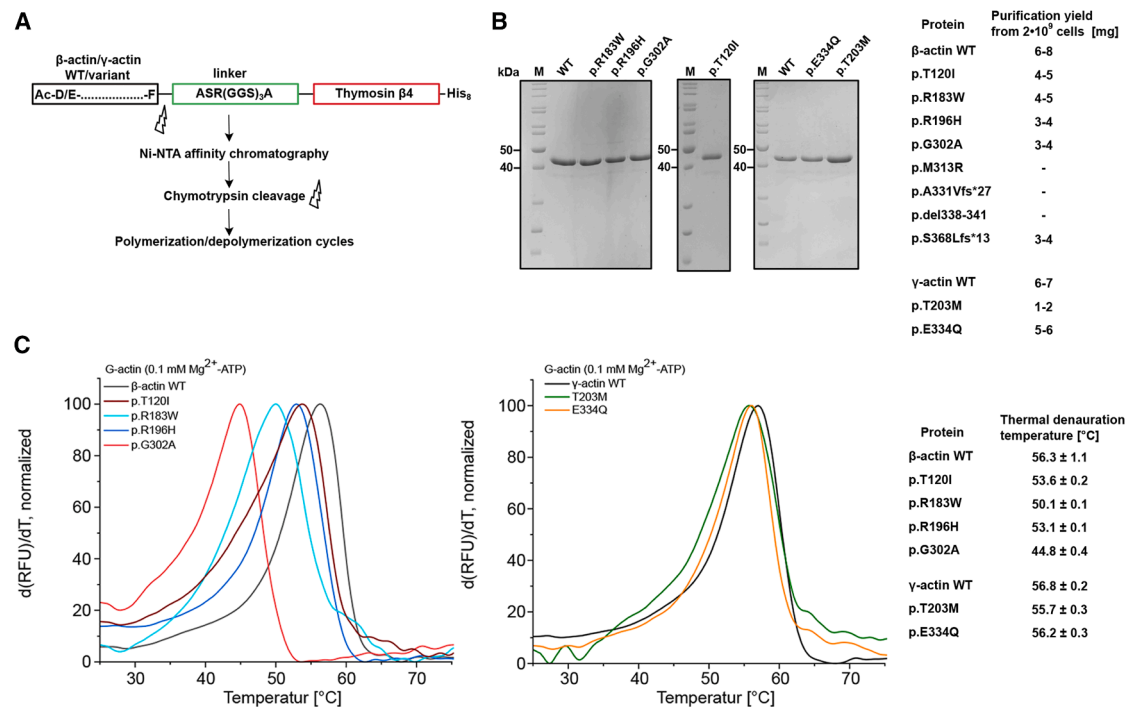 A
β-actin/γ-actin
WT/variant
linker
Ac-D/E-..................-F
ASR(GGS)₃A
Thymosin β4
His₈
Ni-NTA affinity chromatography
Chymotrypsin cleavage
Polymerization/depolymerization cycles
B
kDa
M
WT
p.R183W
p.R196H
p.G302A
50
40
M
p.T120I
50
40
M
WT
p.E334Q
p.T203M
50
40
Protein Purification yield
from 2•10⁹ cells [mg]
β-actin WT 6-8
p.T120I 4-5
p.R183W 4-5
p.R196H 3-4
p.G302A 3-4
p.M313R -
p.A331Vfs*27 -
p.del338-341 -
p.S368Lfs*13 3-4
γ-actin WT 6-7
p.T203M 1-2
p.E334Q 5-6
C
G-actin (0.1 mM Mg²⁺-ATP)
β-actin WT
p.T120I
p.R183W
p.R196H
p.G302A
d(RFU)/dT, normalized
100
80
60
40
20
0
30 40 50 60 70
Temperatur [°C]
G-actin (0.1 mM Mg²⁺-ATP)
γ-actin WT
T203M
E334Q
d(RFU)/dT, normalized
100
80
60
40
20
0
30 40 50 60 70
Temperatur [°C]
Protein Thermal denauration
temperature [°C]
β-actin WT 56.3 ± 1.1
p.T120I 53.6 ± 0.2
p.R183W 50.1 ± 0.1
p.R196H 53.1 ± 0.1
p.G302A 44.8 ± 0.4
γ-actin WT 56.8 ± 0.2
p.T203M 55.7 ± 0.3
p.E334Q 56.2 ± 0.3